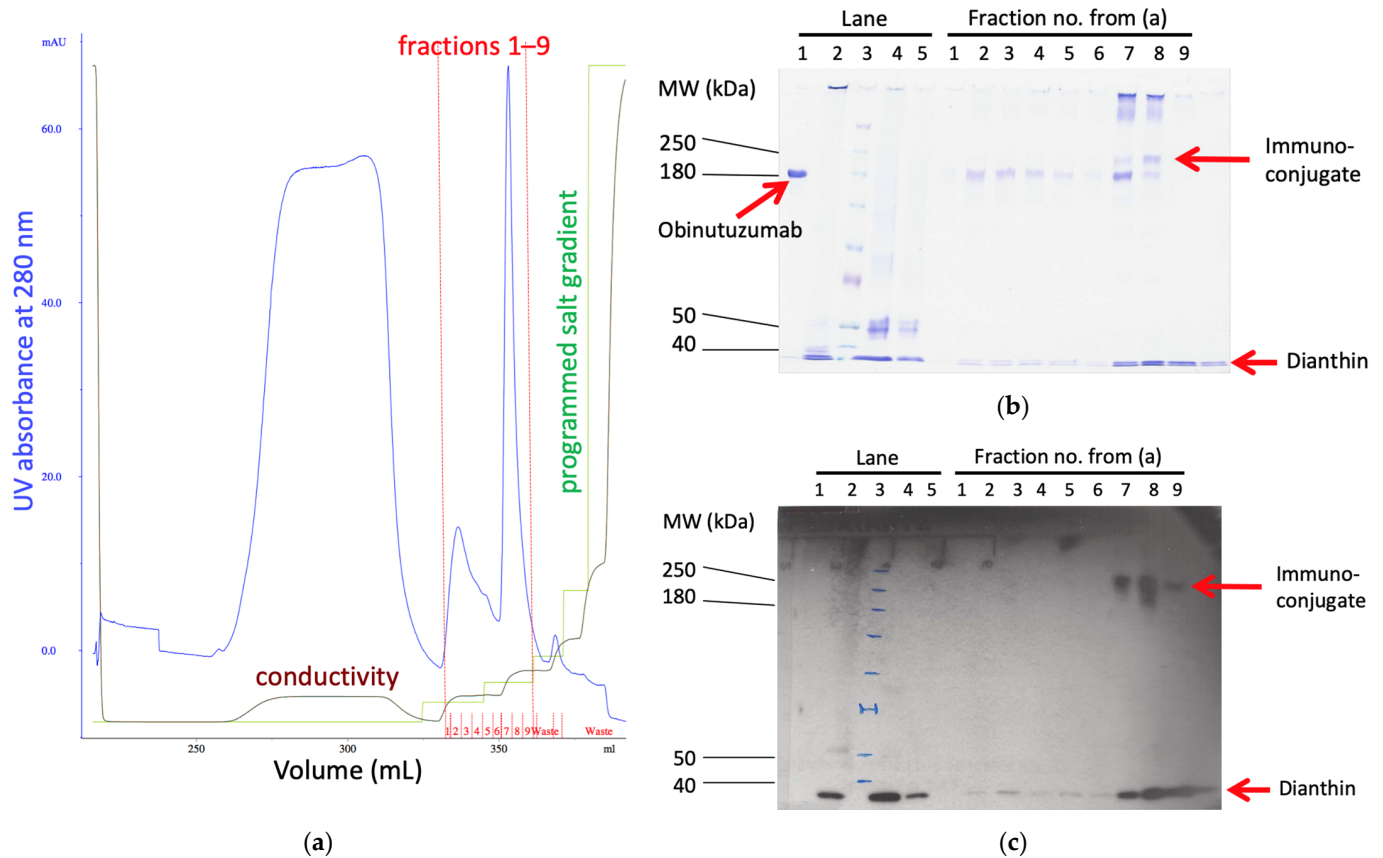 mAU
fractions 1–9
60.0
40.0
20.0
0.0
UV absorbance at 280 nm
programmed salt gradient
conductivity
1 2 3 4 5 6 7 8 9 Waste Waste
250 300 350 ml
Volume (mL)
(a)
Lane Fraction no. from (a)
1 2 3 4 5 1 2 3 4 5 6 7 8 9
MW (kDa)
250
180
Immuno-
conjugate
Obinutuzumab
50
40
Dianthin
(b)
Lane Fraction no. from (a)
1 2 3 4 5 1 2 3 4 5 6 7 8 9
MW (kDa)
250
180
Immuno-
conjugate
50
40
Dianthin
(c)